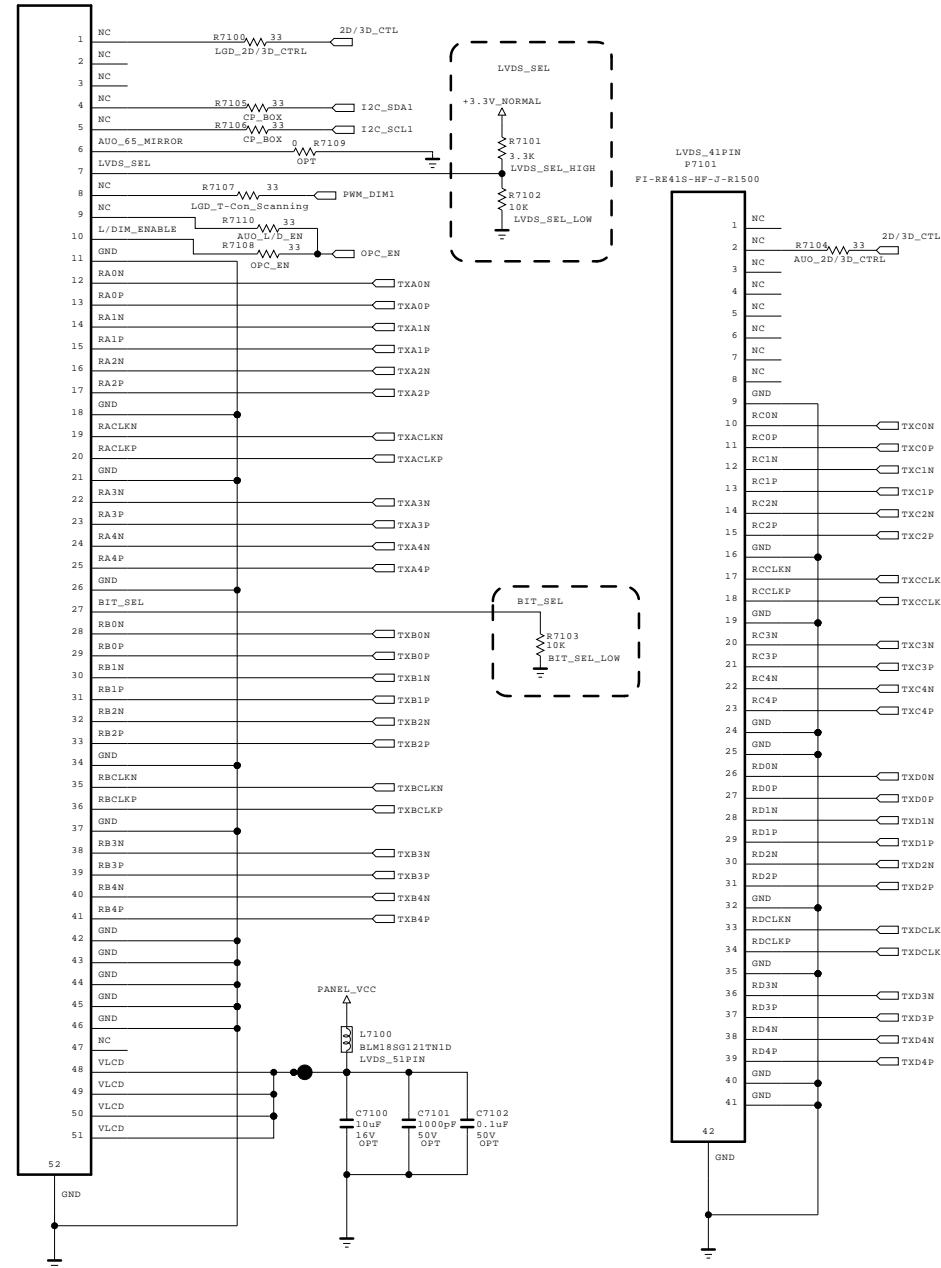 1 NC R7100 33 LGD_2D/3D_CTRL 2D/3D_CTL
2 NC
3 NC
4 NC R7105 33 CP_BOX I2C_SDA1
5 NC R7106 33 CP_BOX I2C_SCL1
6 AUO_65_MIRROR 0 R7109 OPT
7 LVDS_SEL
8 NC R7107 33 LGD_T-Con_Scanning PWM_DIM1
9 NC R7110 33 AUO_L/D_EN
10 L/DIM_ENABLE R7108 33 OPC_EN OPC_EN
11 GND
12 RA0N TXA0N
13 RA0P TXA0P
14 RA1N TXA1N
15 RA1P TXA1P
16 RA2N TXA2N
17 RA2P TXA2P
18 GND
19 RACLKN TXACLKN
20 RACLKP TXACLKP
21 GND
22 RA3N TXA3N
23 RA3P TXA3P
24 RA4N TXA4N
25 RA4P TXA4P
26 GND
27 BIT_SEL
28 RB0N TXB0N
29 RB0P TXB0P
30 RB1N TXB1N
31 RB1P TXB1P
32 RB2N TXB2N
33 RB2P TXB2P
34 GND
35 RBCLKN TXBCLKN
36 RBCLKP TXBCLKP
37 GND
38 RB3N TXB3N
39 RB3P TXB3P
40 RB4N TXB4N
41 RB4P TXB4P
42 GND
43 GND
44 GND
45 GND
46 GND
47 NC
48 VLCD
49 VLCD
50 VLCD
51 VLCD
52
GND
LVDS_SEL
+3.3V_NORMAL
R7101
3.3K
LVDS_SEL_HIGH
R7102
10K
LVDS_SEL_LOW
BIT_SEL
R7103
10K
BIT_SEL_LOW
PANEL_VCC
L7100
BLM18SG121TN1D
LVDS_51PIN
C7100 C7101 C7102
10uF 1000pF 0.1uF
16V 50V 50V
OPT OPT OPT
LVDS_41PIN
P7101
FI-RE41S-HF-J-R1500
1 NC
2 NC R7104 33 AUO_2D/3D_CTRL 2D/3D_CTL
3 NC
4 NC
5 NC
6 NC
7 NC
8 NC
9 GND
10 RC0N TXC0N
11 RC0P TXC0P
12 RC1N TXC1N
13 RC1P TXC1P
14 RC2N TXC2N
15 RC2P TXC2P
16 GND
17 RCCLKN TXCCLK
18 RCCLKP TXCCLK
19 GND
20 RC3N TXC3N
21 RC3P TXC3P
22 RC4N TXC4N
23 RC4P TXC4P
24 GND
25 GND
26 RD0N TXD0N
27 RD0P TXD0P
28 RD1N TXD1N
29 RD1P TXD1P
30 RD2N TXD2N
31 RD2P TXD2P
32 GND
33 RDCLKN TXDCLK
34 RDCLKP TXDCLK
35 GND
36 RD3N TXD3N
37 RD3P TXD3P
38 RD4N TXD4N
39 RD4P TXD4P
40 GND
41 GND
42
GND